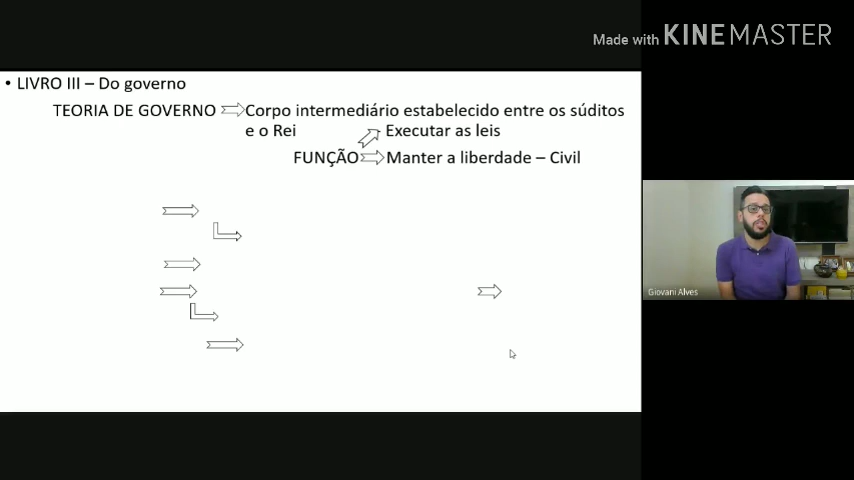 Made with KINEMASTER
• LIVRO III – Do governo
TEORIA DE GOVERNO Corpo intermediário estabelecido entre os súditos
e o Rei Executar as leis
FUNÇÃO Manter a liberdade – Civil
Giovani Alves